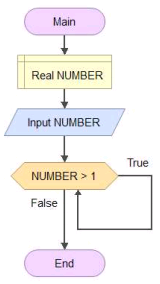 Main
Real NUMBER
Input NUMBER
NUMBER > 1
True
False
End